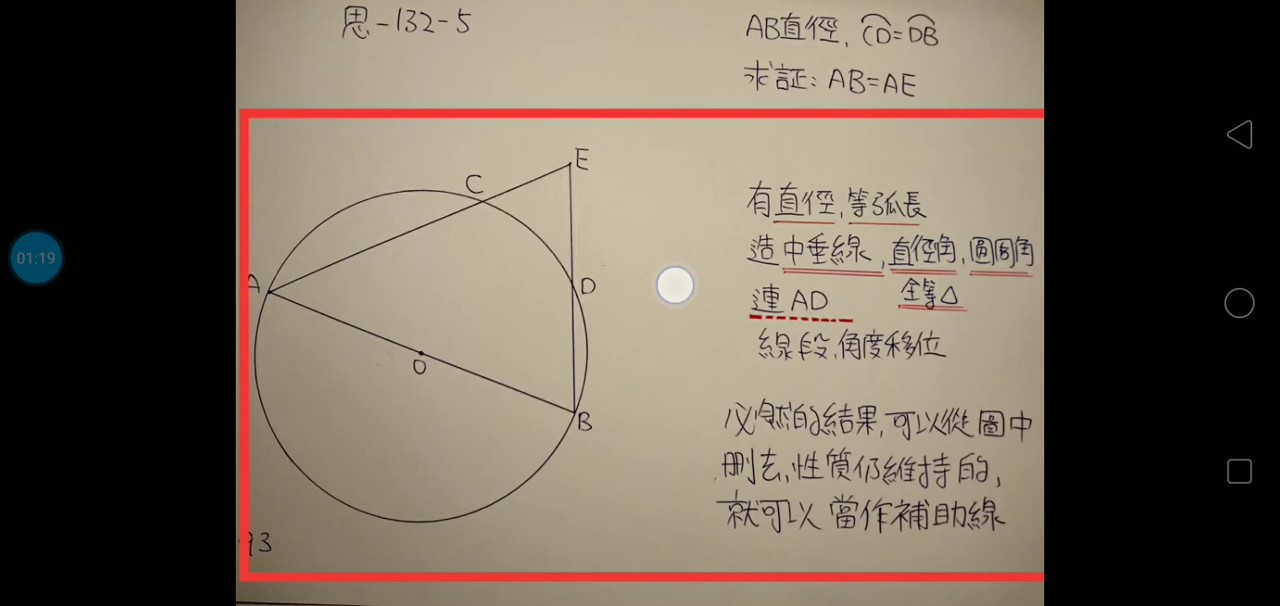 思-132-5
AB直徑, CD=DB
求証: AB=AE
01:19
E
C
A
D
O
B
有直徑, 等弧長
造中垂線, 直徑角, 圓周角
連AD 全等△
線段, 角度移位
必然的結果, 可以從圖中
刪去, 性質仍維持的,
就可以當作補助線
93